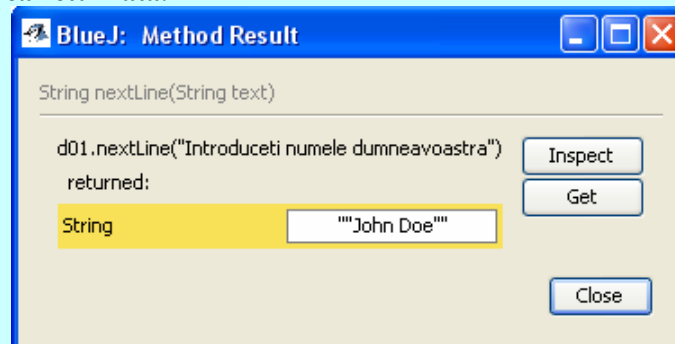 BlueJ: Method Result
String nextLine(String text)
d01.nextLine("Introduceti numele dumneavoastra")
returned:
String ""John Doe""
Inspect
Get
Close